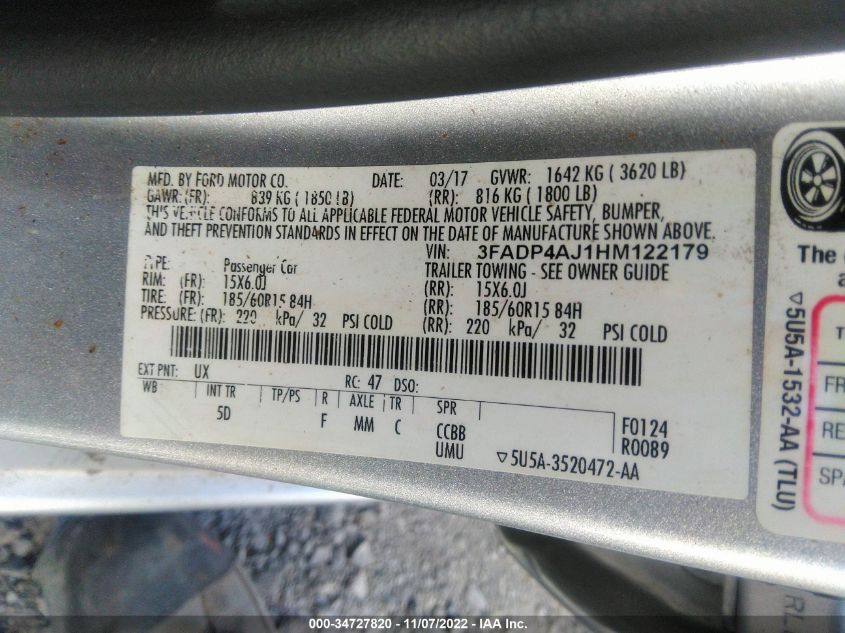 MFD. BY FORD MOTOR CO. DATE: 03/17 GVWR: 1642 KG ( 3620 LB)
GAWR: (FR): 839 KG ( 1850 LB) (RR): 816 KG ( 1800 LB)
THIS VEHICLE CONFORMS TO ALL APPLICABLE FEDERAL MOTOR VEHICLE SAFETY, BUMPER,
AND THEFT PREVENTION STANDARDS IN EFFECT ON THE DATE OF MANUFACTURE SHOWN ABOVE.
VIN: 3FADP4AJ1HM122179
TYPE: Passenger Car TRAILER TOWING - SEE OWNER GUIDE
RIM: (FR): 15X6.0J (RR): 15X6.0J
TIRE: (FR): 185/60R15 84H (RR): 185/60R15 84H
PRESSURE: (FR): 220 kPa/ 32 PSI COLD (RR): 220 kPa/ 32 PSI COLD
EXT PNT: UX RC: 47 DSO:
WB INT TR TP/PS R AXLE TR SPR
5D F MM C CCBB
UMU
F0124
R0089
▽5U5A-3520472-AA
The
a
▽5U5A-1532-AA (TLU)
T
FR
RE
SPA
RL
000-34727820 - 11/07/2022 - IAA Inc.